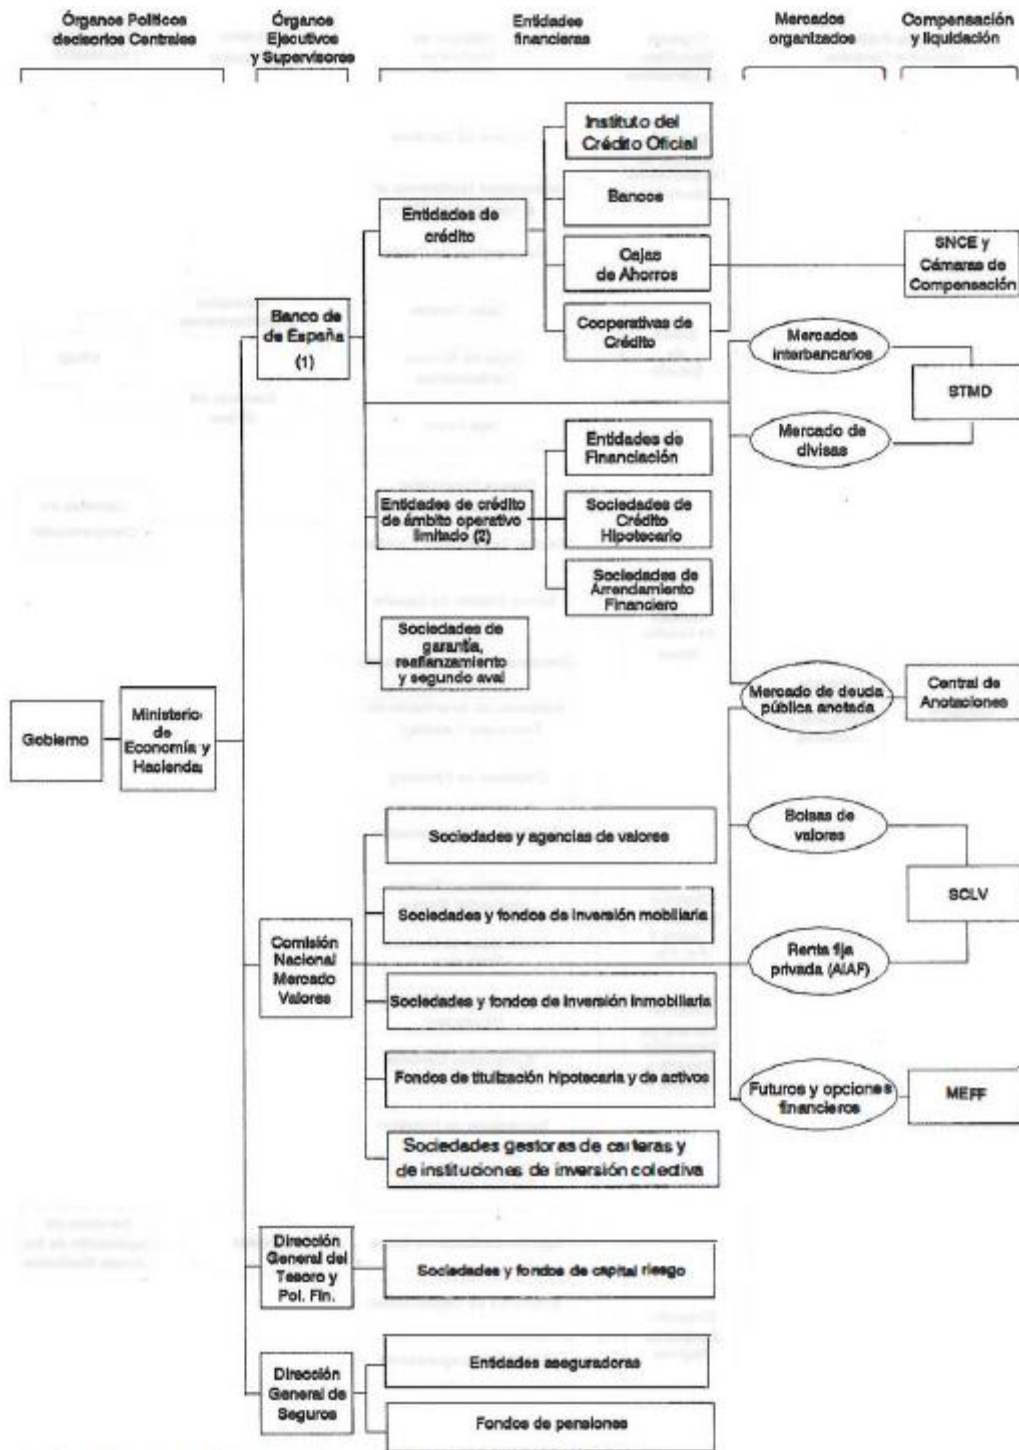 Órganos Políticos
decisorios Centrales
Órganos
Ejecutivos
y Supervisores
Entidades
financieras
Mercados
organizados
Compensación
y liquidación
Instituto del
Crédito Oficial
Bancos
Entidades de
crédito
Cajas
de Ahorros
SNCE y
Cámaras de
Compensación
Banco de
de España
(1)
Cooperativas de
Crédito
Mercados
interbancarios
STMD
Mercado de
divisas
Entidades de
Financiación
Entidades de crédito
de ámbito operativo
limitado (2)
Sociedades de
Crédito
Hipotecario
Sociedades de
Arrendamiento
Financiero
Sociedades de
garantía,
reafianzamiento
y segundo aval
Mercado de deuda
pública anotada
Central de
Anotaciones
Gobierno
Ministerio
de
Economía y
Hacienda
Sociedades y agencias de valores
Bolsas de
valores
SCLV
Sociedades y fondos de inversión mobiliaria
Comisión
Nacional
Mercado
Valores
Renta fija
privada (AIAF)
Sociedades y fondos de inversión inmobiliaria
Fondos de titulización hipotecaria y de activos
Futuros y opciones
financieros
MEFF
Sociedades gestoras de carteras y
de instituciones de inversión colectiva
Dirección
General del
Tesoro y
Pol. Fin.
Sociedades y fondos de capital riesgo
Dirección
General de
Seguros
Entidades aseguradoras
Fondos de pensiones